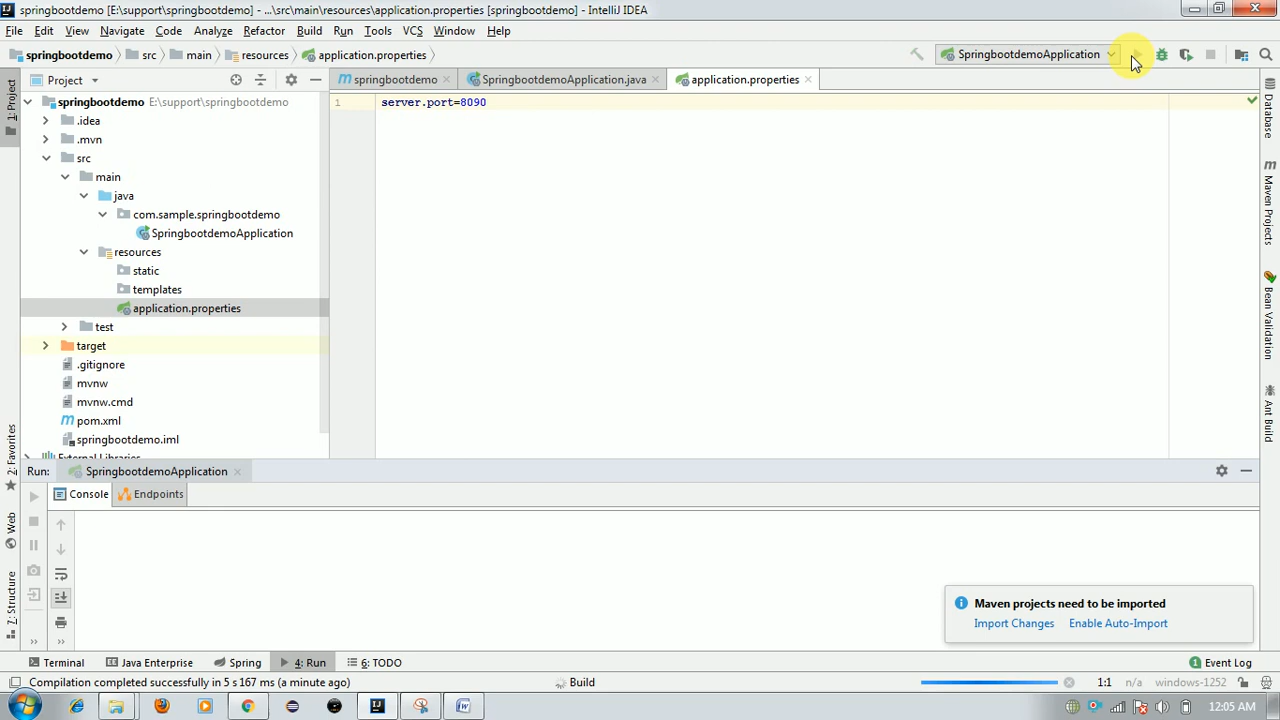 springbootdemo [E:\support\springbootdemo] - ...\src\main\resources\application.properties [springbootdemo] - IntelliJ IDEA
File Edit View Navigate Code Analyze Refactor Build Run Tools VCS Window Help
springbootdemo src main resources application.properties SpringbootdemoApplication
Project springbootdemo SpringbootdemoApplication.java application.properties
1: Project
2: Favorites
Web
Z: Structure
springbootdemo E:\support\springbootdemo
.idea
.mvn
src
main
java
com.sample.springbootdemo
SpringbootdemoApplication
resources
static
templates
application.properties
test
target
.gitignore
mvnw
mvnw.cmd
pom.xml
springbootdemo.iml
External Libraries
1 server.port=8090
Database
Maven Projects
Bean Validation
Ant Build
Run: SpringbootdemoApplication
Console Endpoints
Maven projects need to be imported
Import Changes Enable Auto-Import
Terminal Java Enterprise Spring 4: Run 6: TODO 1 Event Log
Compilation completed successfully in 5 s 167 ms (a minute ago) Build 1:1 n/a windows-1252
12:05 AM